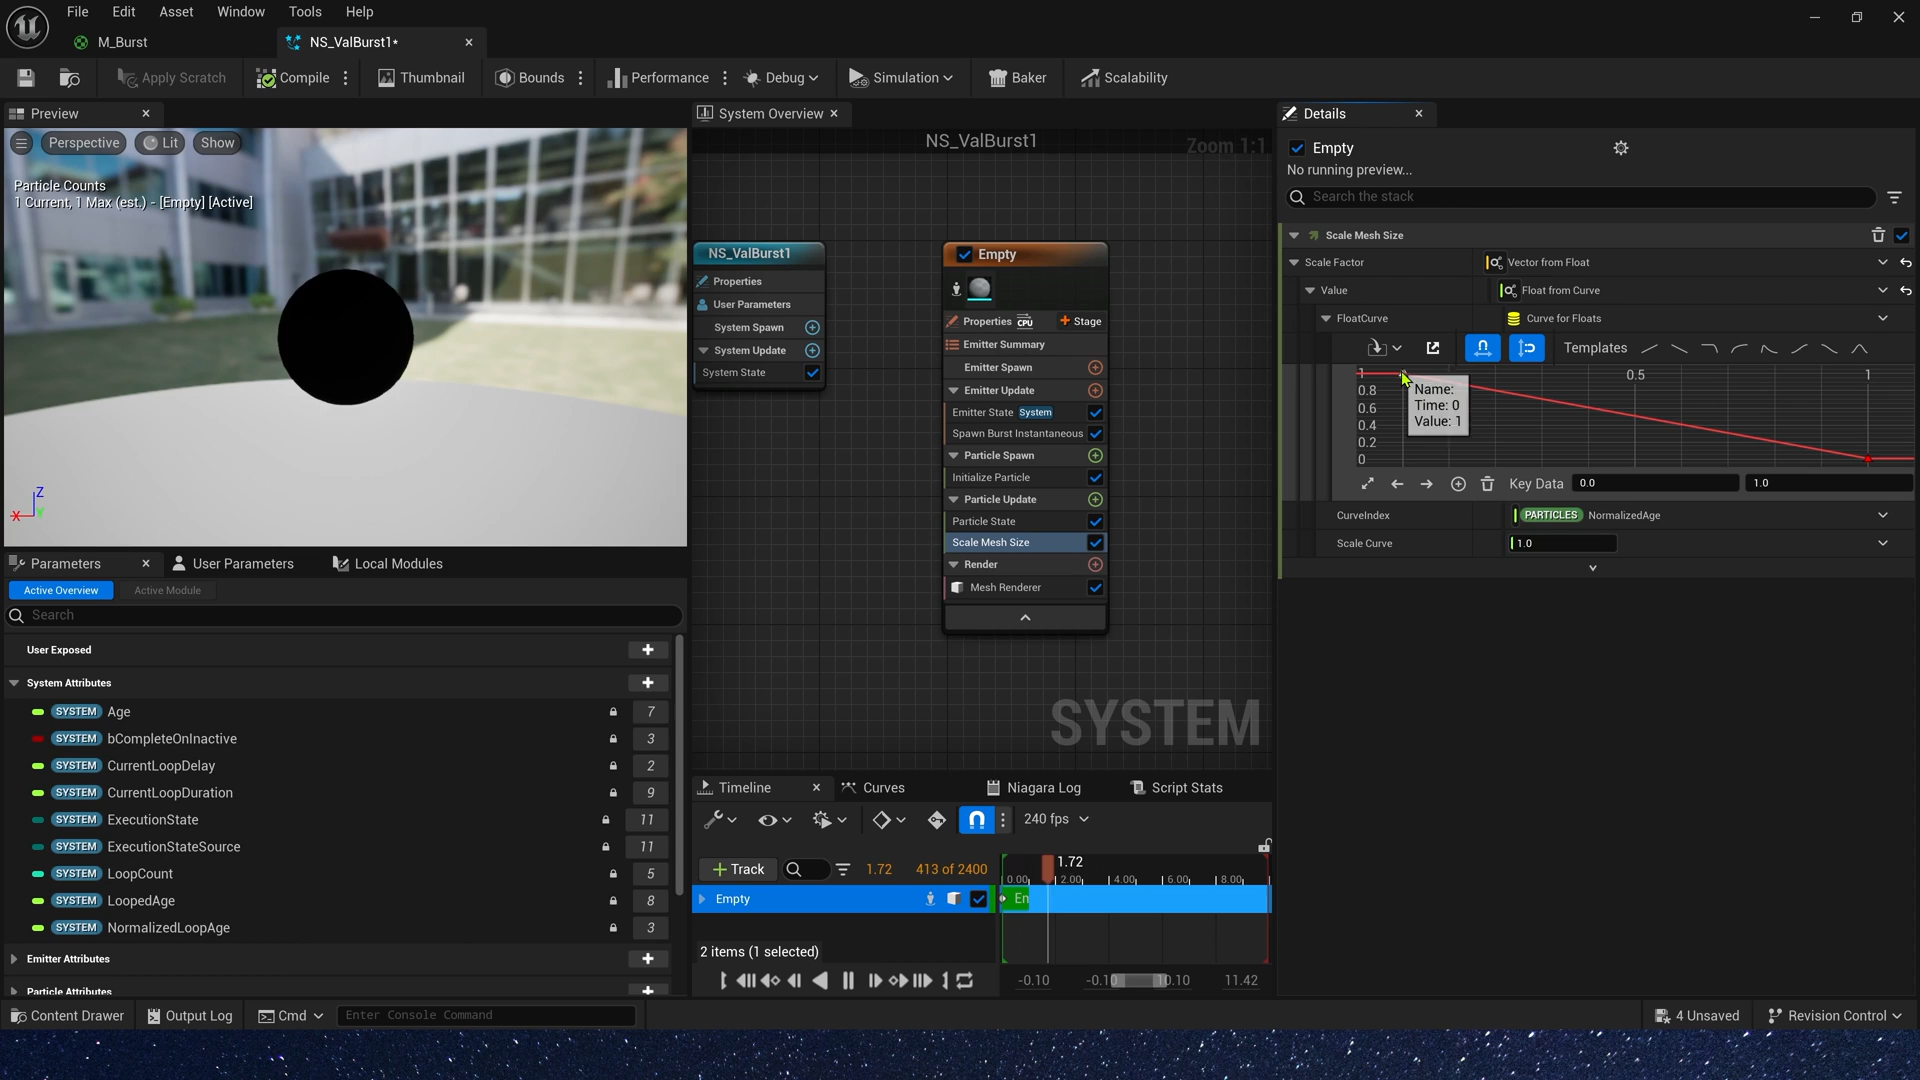 File Edit Asset Window Tools Help
M_Burst
NS_ValBurst1*
Apply Scratch
Compile
Thumbnail
Bounds
Performance
Debug
Simulation
Baker
Scalability
Preview
Perspective
Lit
Show
Particle Counts
1 Current, 1 Max (est.) - [Empty] [Active]
Z
X
Y
Parameters
User Parameters
Local Modules
Active Overview
Active Module
Search
User Exposed
System Attributes
SYSTEM Age 7
SYSTEM bCompleteOnInactive 3
SYSTEM CurrentLoopDelay 2
SYSTEM CurrentLoopDuration 9
SYSTEM ExecutionState 11
SYSTEM ExecutionStateSource 11
SYSTEM LoopCount 5
SYSTEM LoopedAge 8
SYSTEM NormalizedLoopAge 3
Emitter Attributes
Particle Attributes
System Overview
NS_ValBurst1
Zoom 1:1
NS_ValBurst1
Properties
User Parameters
System Spawn
System Update
System State
Empty
Properties CPU + Stage
Emitter Summary
Emitter Spawn
Emitter Update
Emitter State System
Spawn Burst Instantaneous
Particle Spawn
Initialize Particle
Particle Update
Particle State
Scale Mesh Size
Render
Mesh Renderer
SYSTEM
Timeline
Curves
Niagara Log
Script Stats
240 fps
+ Track
1.72
413 of 2400
1.72
0.00 2.00 4.00 6.00 8.00
Empty
En
2 items (1 selected)
-0.10
-0.10
10.10
11.42
Details
Empty
No running preview...
Search the stack
Scale Mesh Size
Scale Factor Vector from Float
Value Float from Curve
FloatCurve Curve for Floats
Templates
1 0.5 1
0.8
0.6
0.4
0.2
0
Name:
Time: 0
Value: 1
Key Data 0.0 1.0
CurveIndex PARTICLES NormalizedAge
Scale Curve 1.0
Content Drawer
Output Log
Cmd
Enter Console Command
4 Unsaved
Revision Control